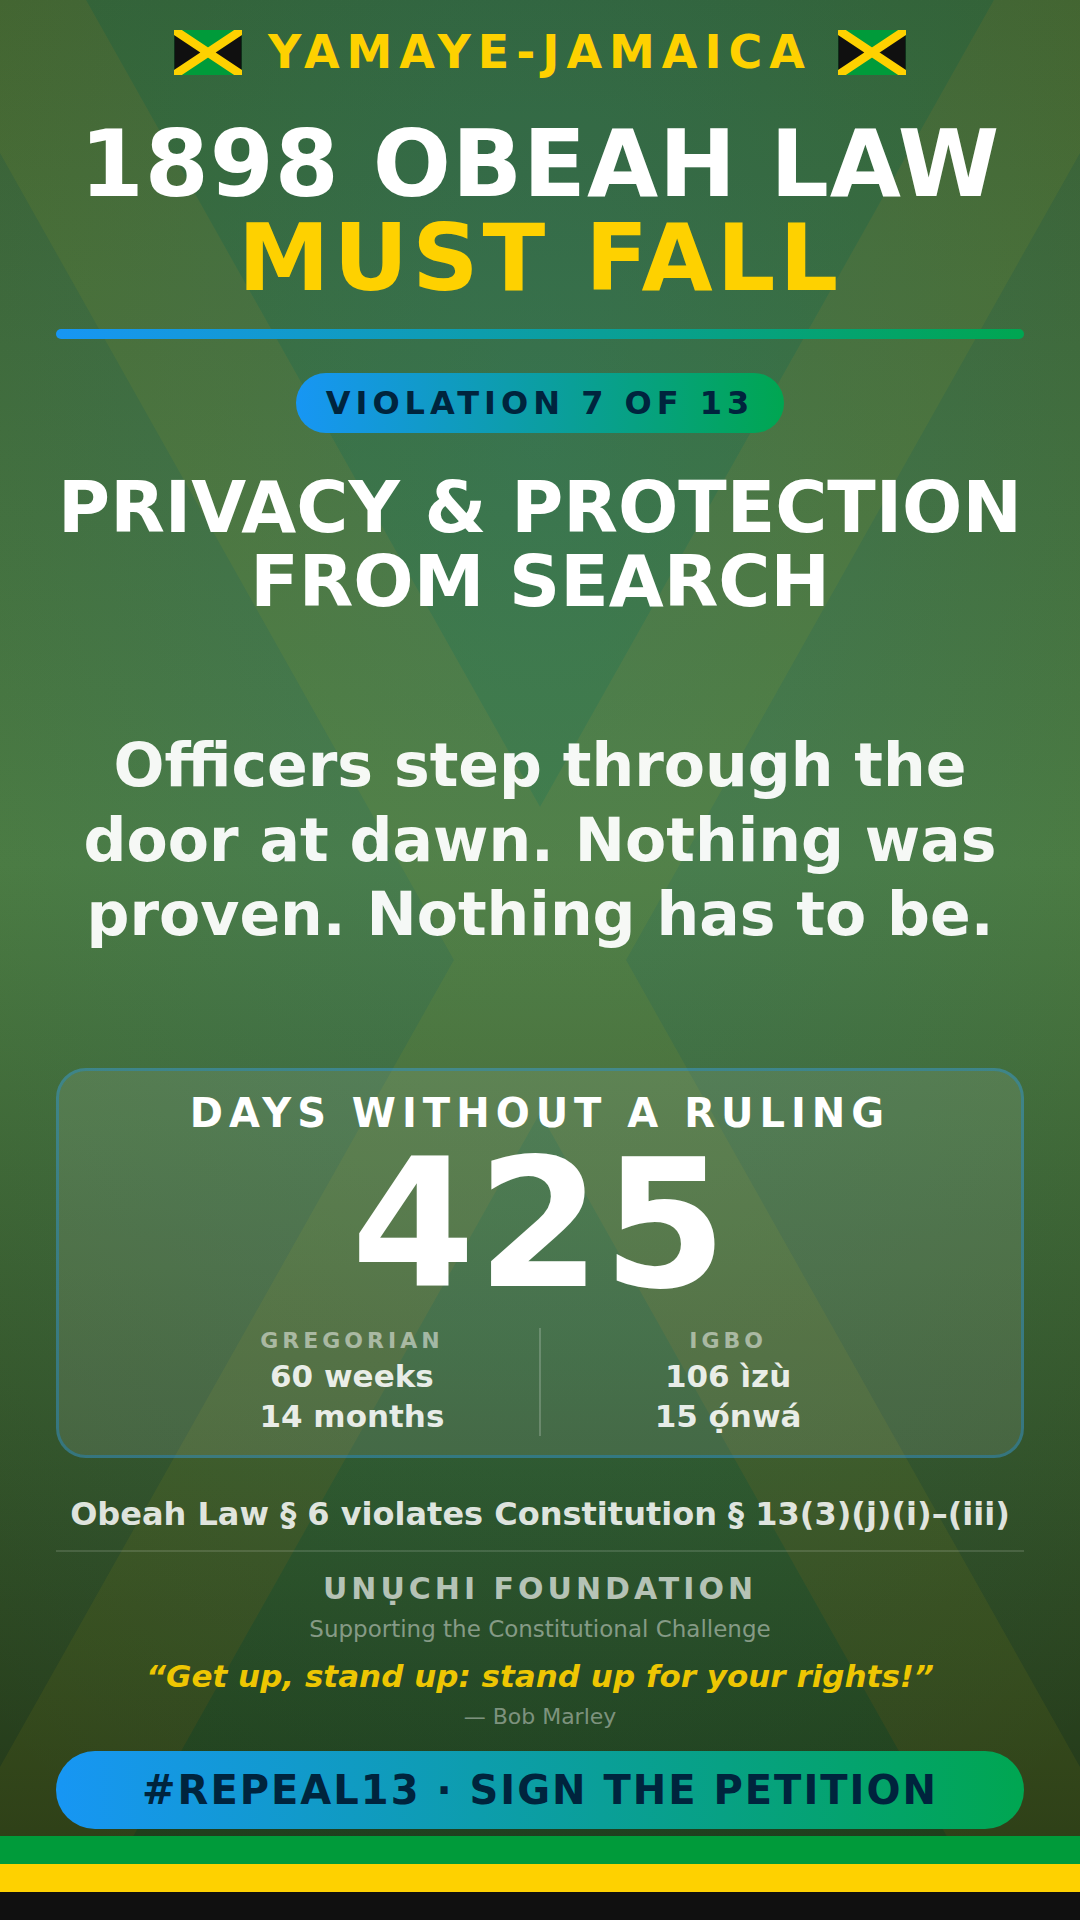 YAMAYE-JAMAICA
1898 OBEAH LAW
MUST FALL
VIOLATION 7 OF 13
PRIVACY & PROTECTION
FROM SEARCH
Officers step through the
door at dawn. Nothing was
proven. Nothing has to be.
DAYS WITHOUT A RULING
425
GREGORIAN
60 weeks
14 months
IGBO
106 ìzù
15 ọ́nwá
Obeah Law § 6 violates Constitution § 13(3)(j)(i)–(iii)
UNỤCHI FOUNDATION
Supporting the Constitutional Challenge
“Get up, stand up: stand up for your rights!”
— Bob Marley
#REPEAL13 · SIGN THE PETITION